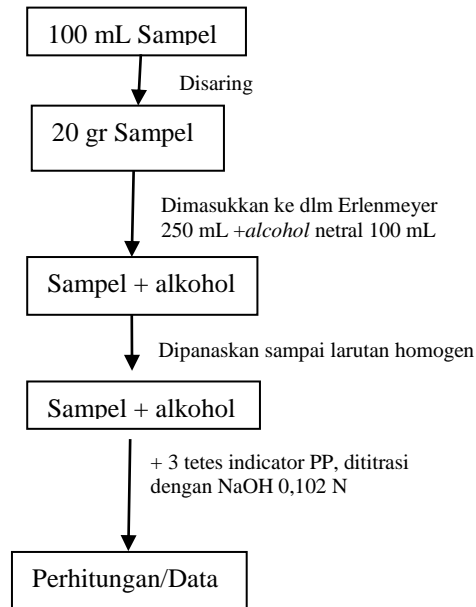 100 mL Sampel
Disaring
20 gr Sampel
Dimasukkan ke dlm Erlenmeyer
250 mL +alcohol netral 100 mL
Sampel + alkohol
Dipanaskan sampai larutan homogen
Sampel + alkohol
+ 3 tetes indicator PP, dititrasi
dengan NaOH 0,102 N
Perhitungan/Data